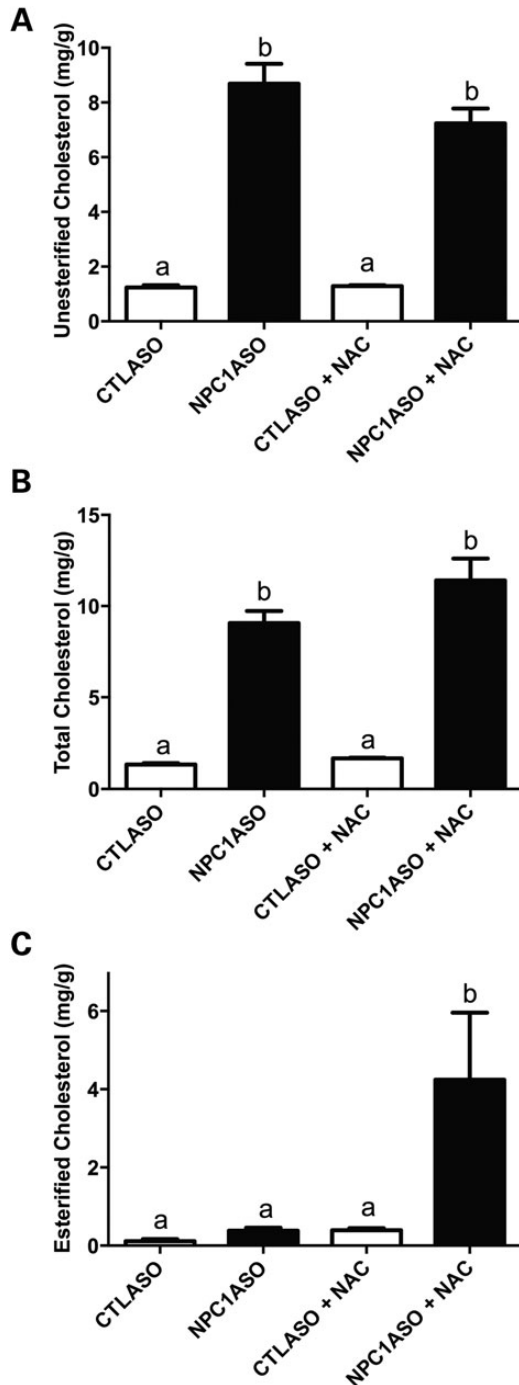 A
Unesterified Cholesterol (mg/g)
10
8
6
4
2
0
a
b
a
b
CTLASO
NPC1ASO
CTLASO + NAC
NPC1ASO + NAC
B
Total Cholesterol (mg/g)
15
10
5
0
a
b
a
b
CTLASO
NPC1ASO
CTLASO + NAC
NPC1ASO + NAC
C
Esterified Cholesterol (mg/g)
6
4
2
0
a
a
a
b
CTLASO
NPC1ASO
CTLASO + NAC
NPC1ASO + NAC